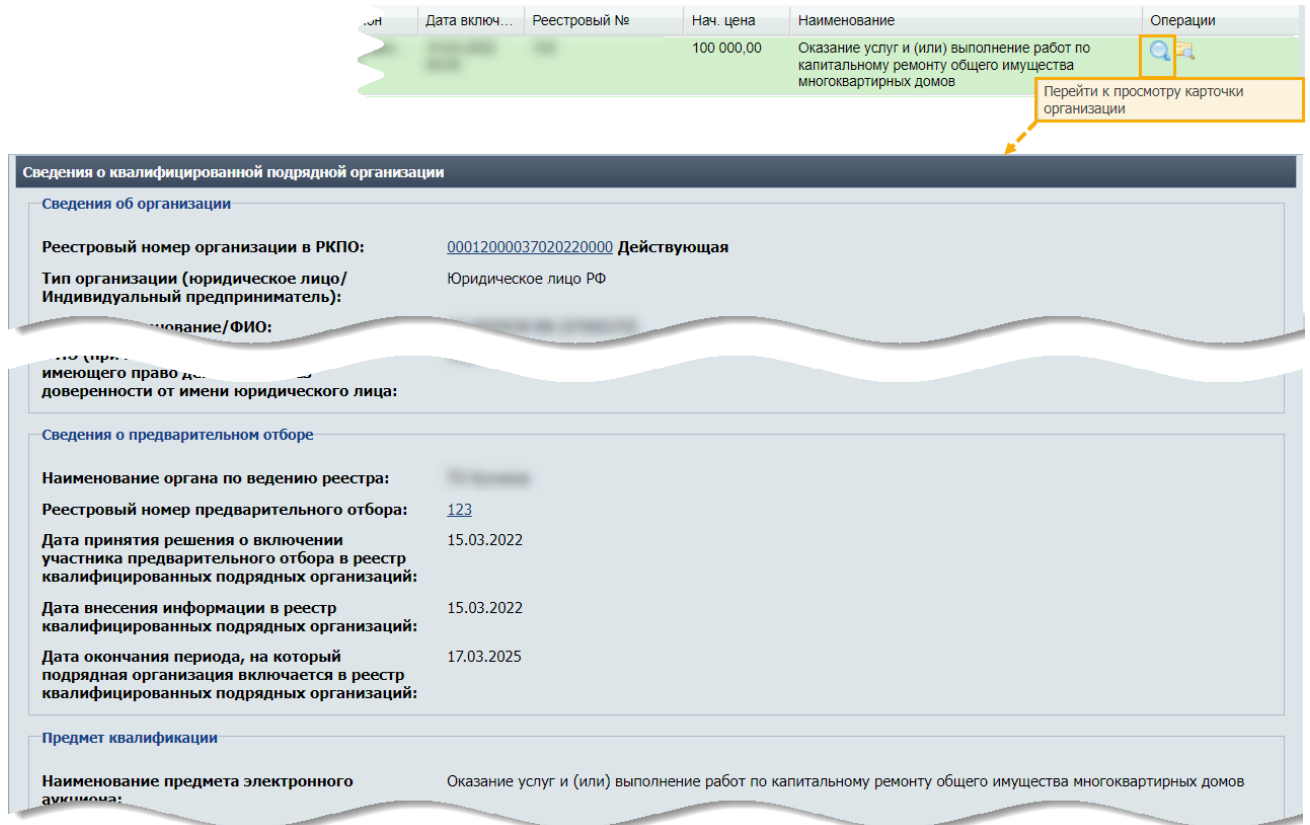 Дата включ... Реестровый № Нач. цена Наименование Операции
100 000,00 Оказание услуг и (или) выполнение работ по
капитальному ремонту общего имущества
многоквартирных домов
Перейти к просмотру карточки
организации
Сведения о квалифицированной подрядной организации
Сведения об организации
Реестровый номер организации в РКПО: 00012000037020220000 Действующая
Тип организации (юридическое лицо/ Юридическое лицо РФ
Индивидуальный предприниматель):
нование/ФИО:
имеющего право
доверенности от имени юридического лица:
Сведения о предварительном отборе
Наименование органа по ведению реестра:
Реестровый номер предварительного отбора: 123
Дата принятия решения о включении 15.03.2022
участника предварительного отбора в реестр
квалифицированных подрядных организаций:
Дата внесения информации в реестр 15.03.2022
квалифицированных подрядных организаций:
Дата окончания периода, на который 17.03.2025
подрядная организация включается в реестр
квалифицированных подрядных организаций:
Предмет квалификации
Наименование предмета электронного Оказание услуг и (или) выполнение работ по капитальному ремонту общего имущества многоквартирных домов
аукциона: